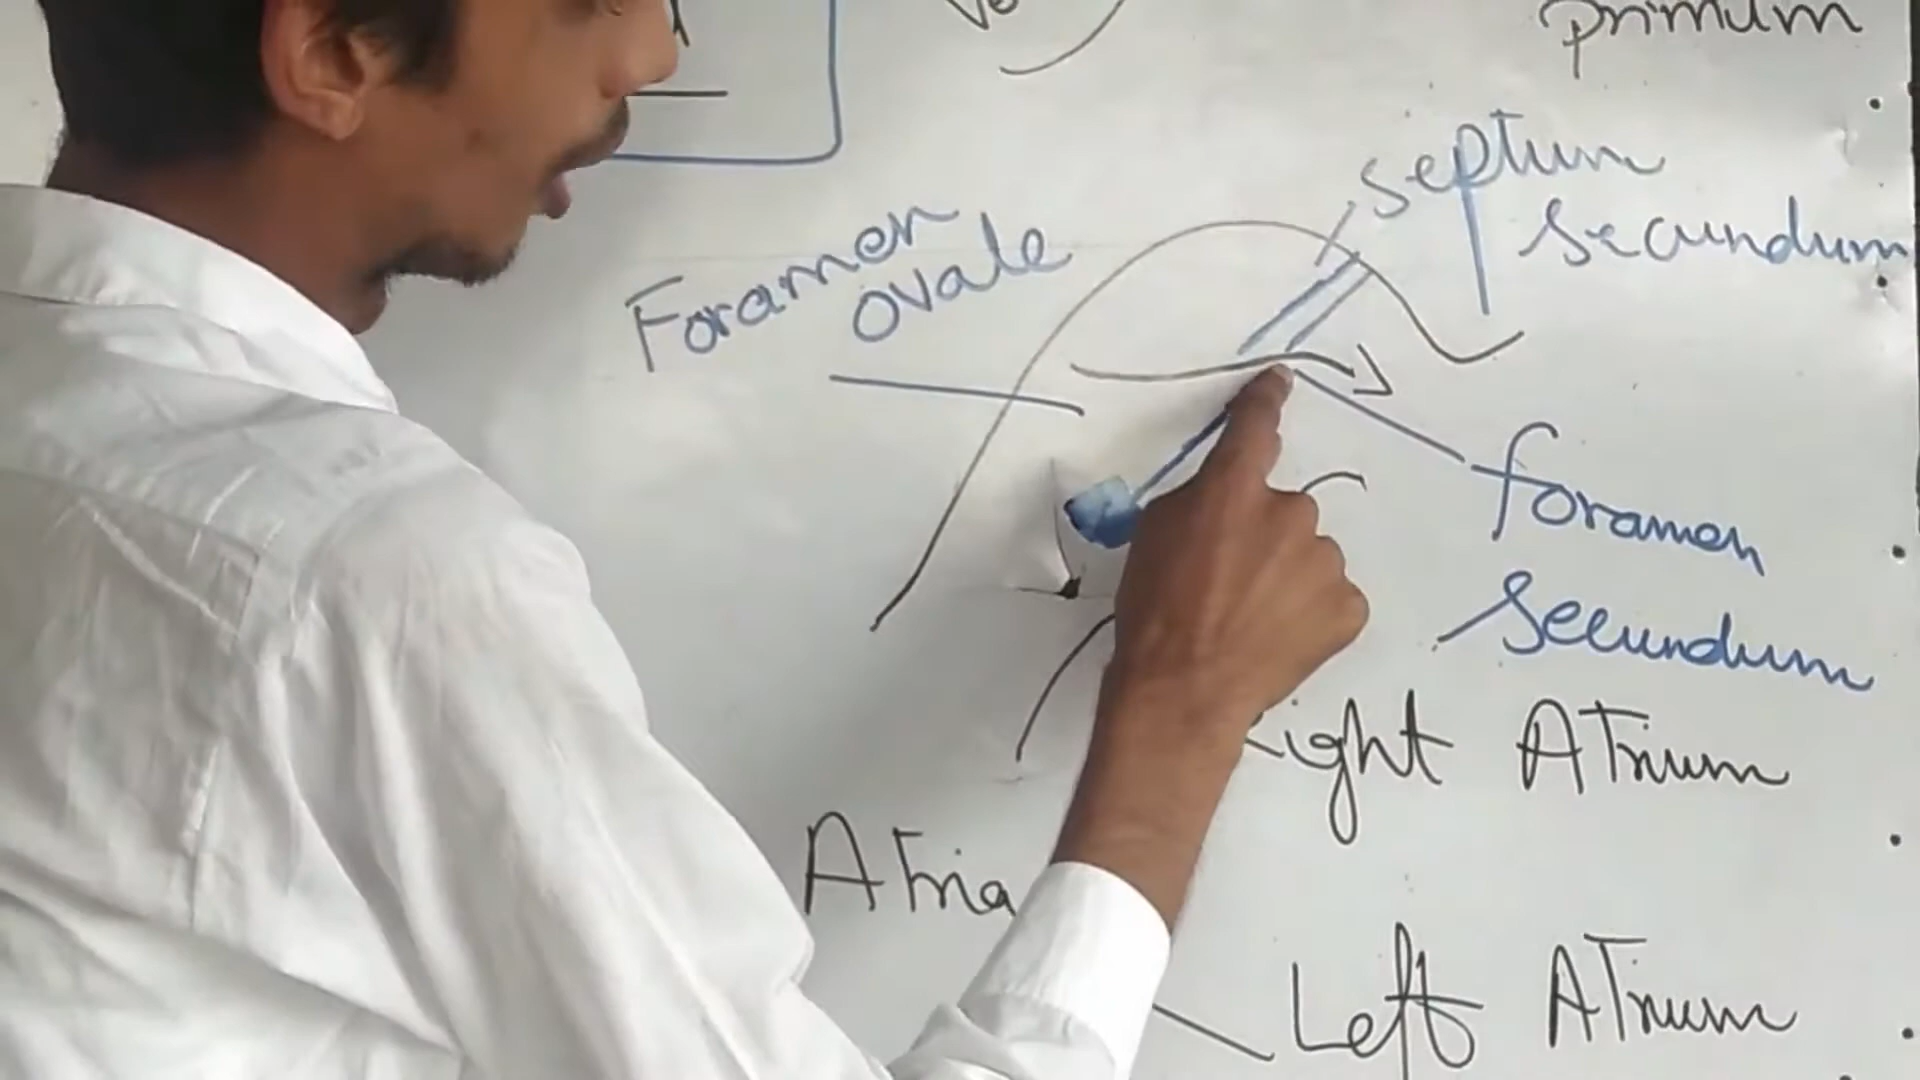 primum
septum
secundum
Foramen
ovale
foramen
Secundum
ight Atrium
Atria
Left Atrium